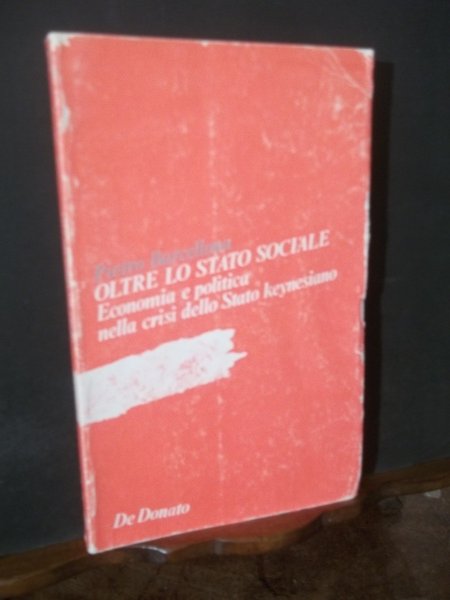 Pietro Barcellona
OLTRE LO STATO SOCIALE
Economia e politica
nella crisi dello Stato keynesiano
De Donato